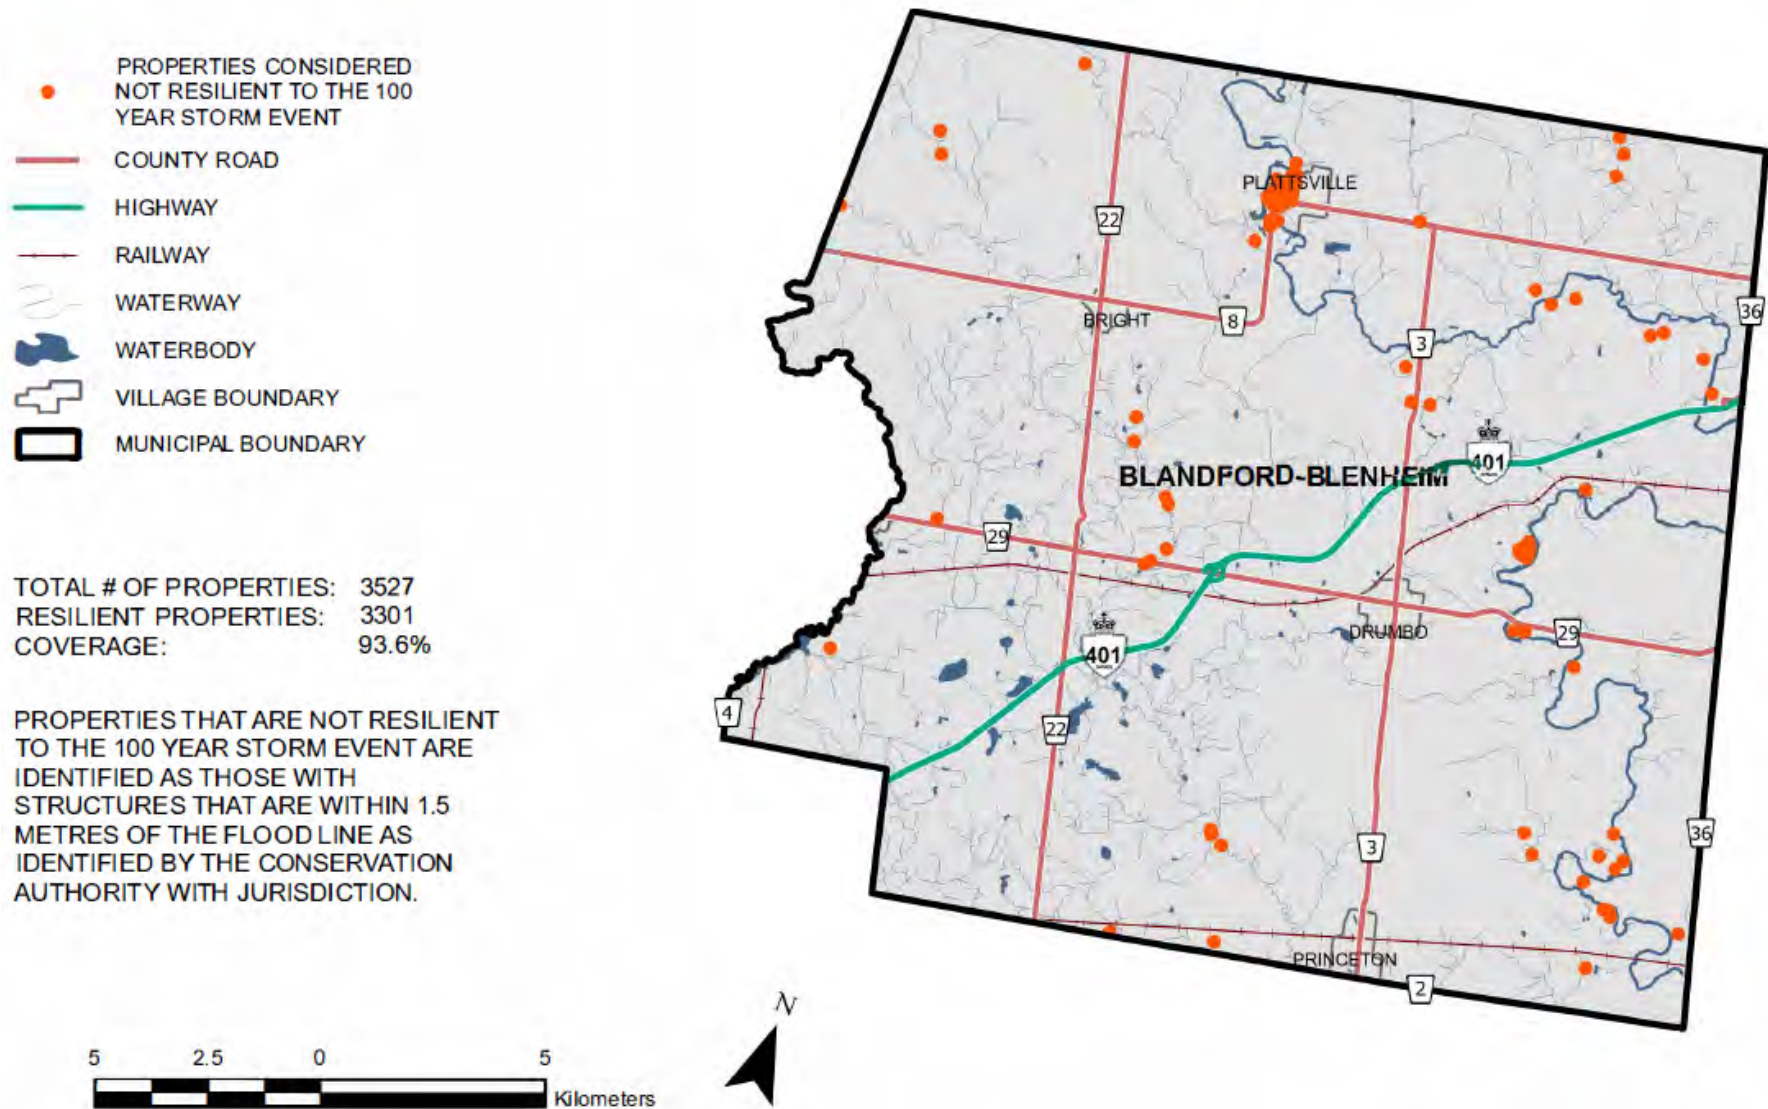 PROPERTIES CONSIDERED
NOT RESILIENT TO THE 100
YEAR STORM EVENT
COUNTY ROAD
HIGHWAY
RAILWAY
WATERWAY
WATERBODY
VILLAGE BOUNDARY
MUNICIPAL BOUNDARY
TOTAL # OF PROPERTIES: 3527
RESILIENT PROPERTIES: 3301
COVERAGE: 93.6%
PROPERTIES THAT ARE NOT RESILIENT
TO THE 100 YEAR STORM EVENT ARE
IDENTIFIED AS THOSE WITH
STRUCTURES THAT ARE WITHIN 1.5
METRES OF THE FLOOD LINE AS
IDENTIFIED BY THE CONSERVATION
AUTHORITY WITH JURISDICTION.
5 2.5 0 5
Kilometers
N
PLATTSVILLE
22
36
BRIGHT
8
3
401
BLANDFORD-BLENHEIM
29
DRUMBO
29
401
4
22
36
3
PRINCETON
2